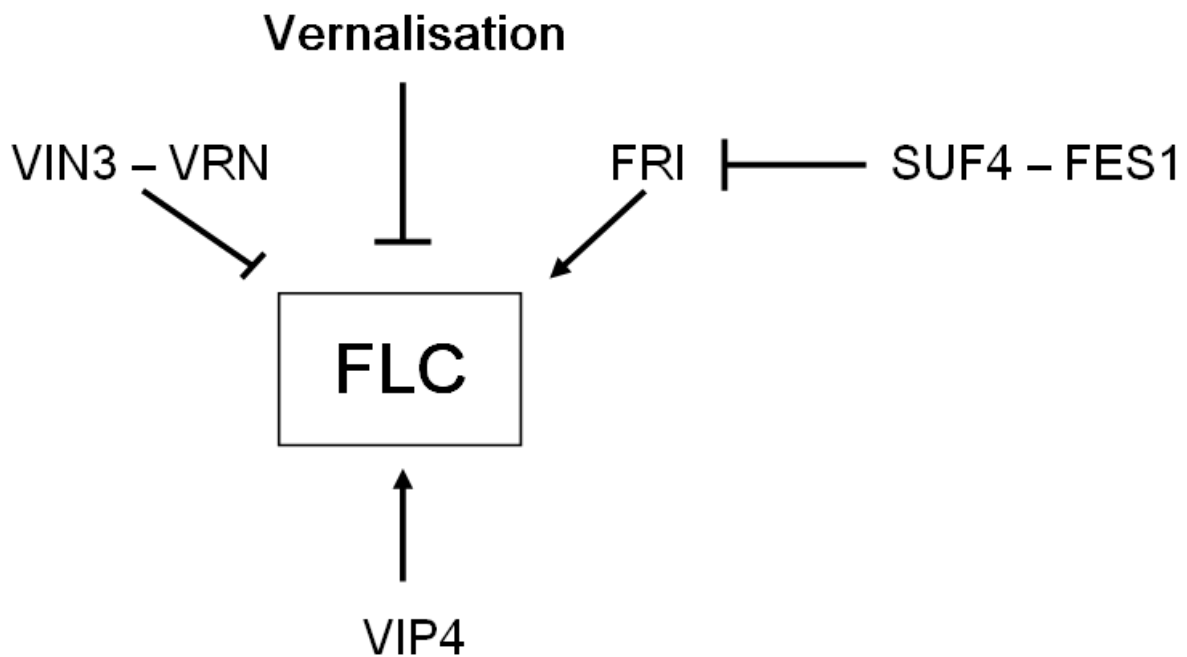 Vernalisation
VIN3 – VRN
FRI
SUF4 – FES1
FLC
VIP4